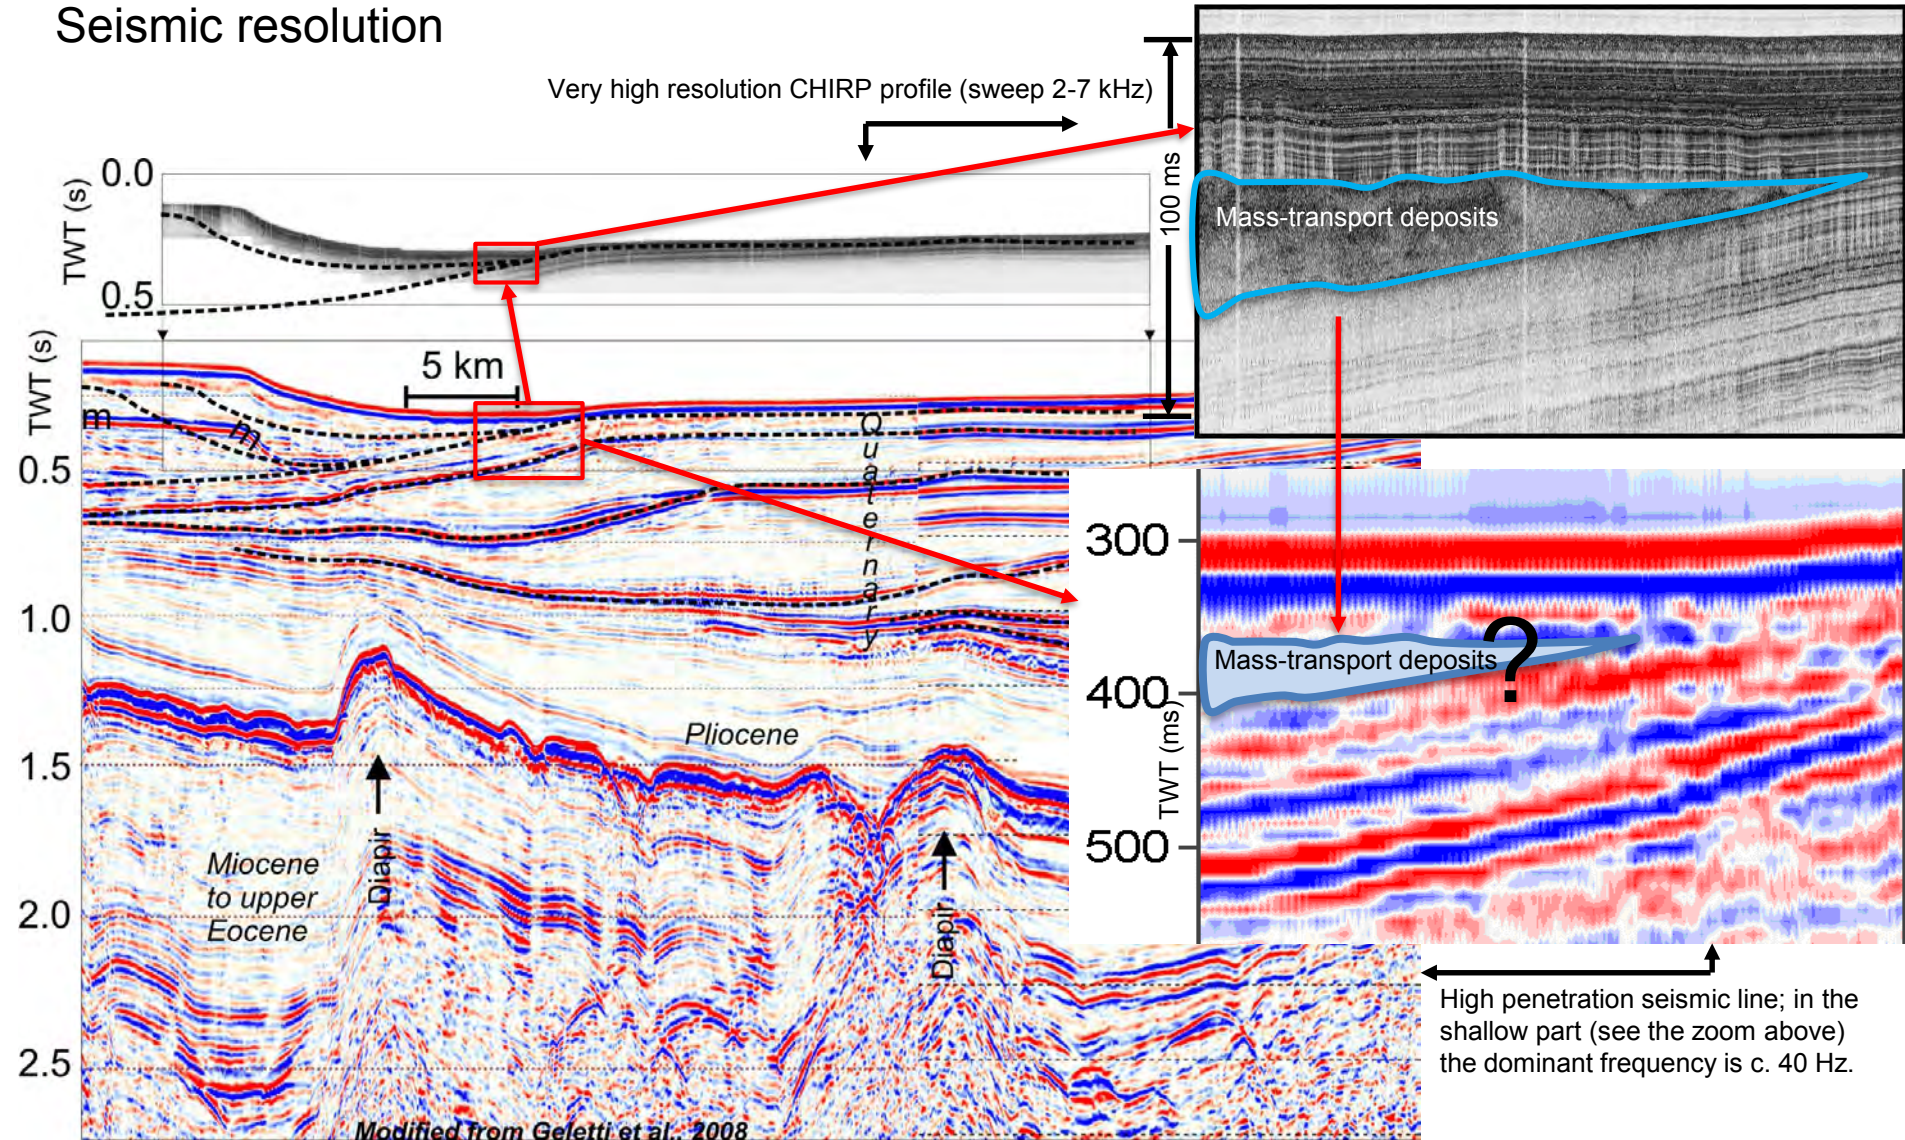 Seismic resolution
Very high resolution CHIRP profile (sweep 2-7 kHz)
TWT (s)
0.0
0.5
100 ms
Mass-transport deposits
TWT (s)
5 km
m
m
0.5
1.0
1.5
2.0
2.5
Quaternary
Pliocene
Miocene
to upper
Eocene
Diapir
Diapir
Modified from Geletti et al., 2008
300
400
500
TWT (ms)
Mass-transport deposits
?
High penetration seismic line; in the
shallow part (see the zoom above)
the dominant frequency is c. 40 Hz.